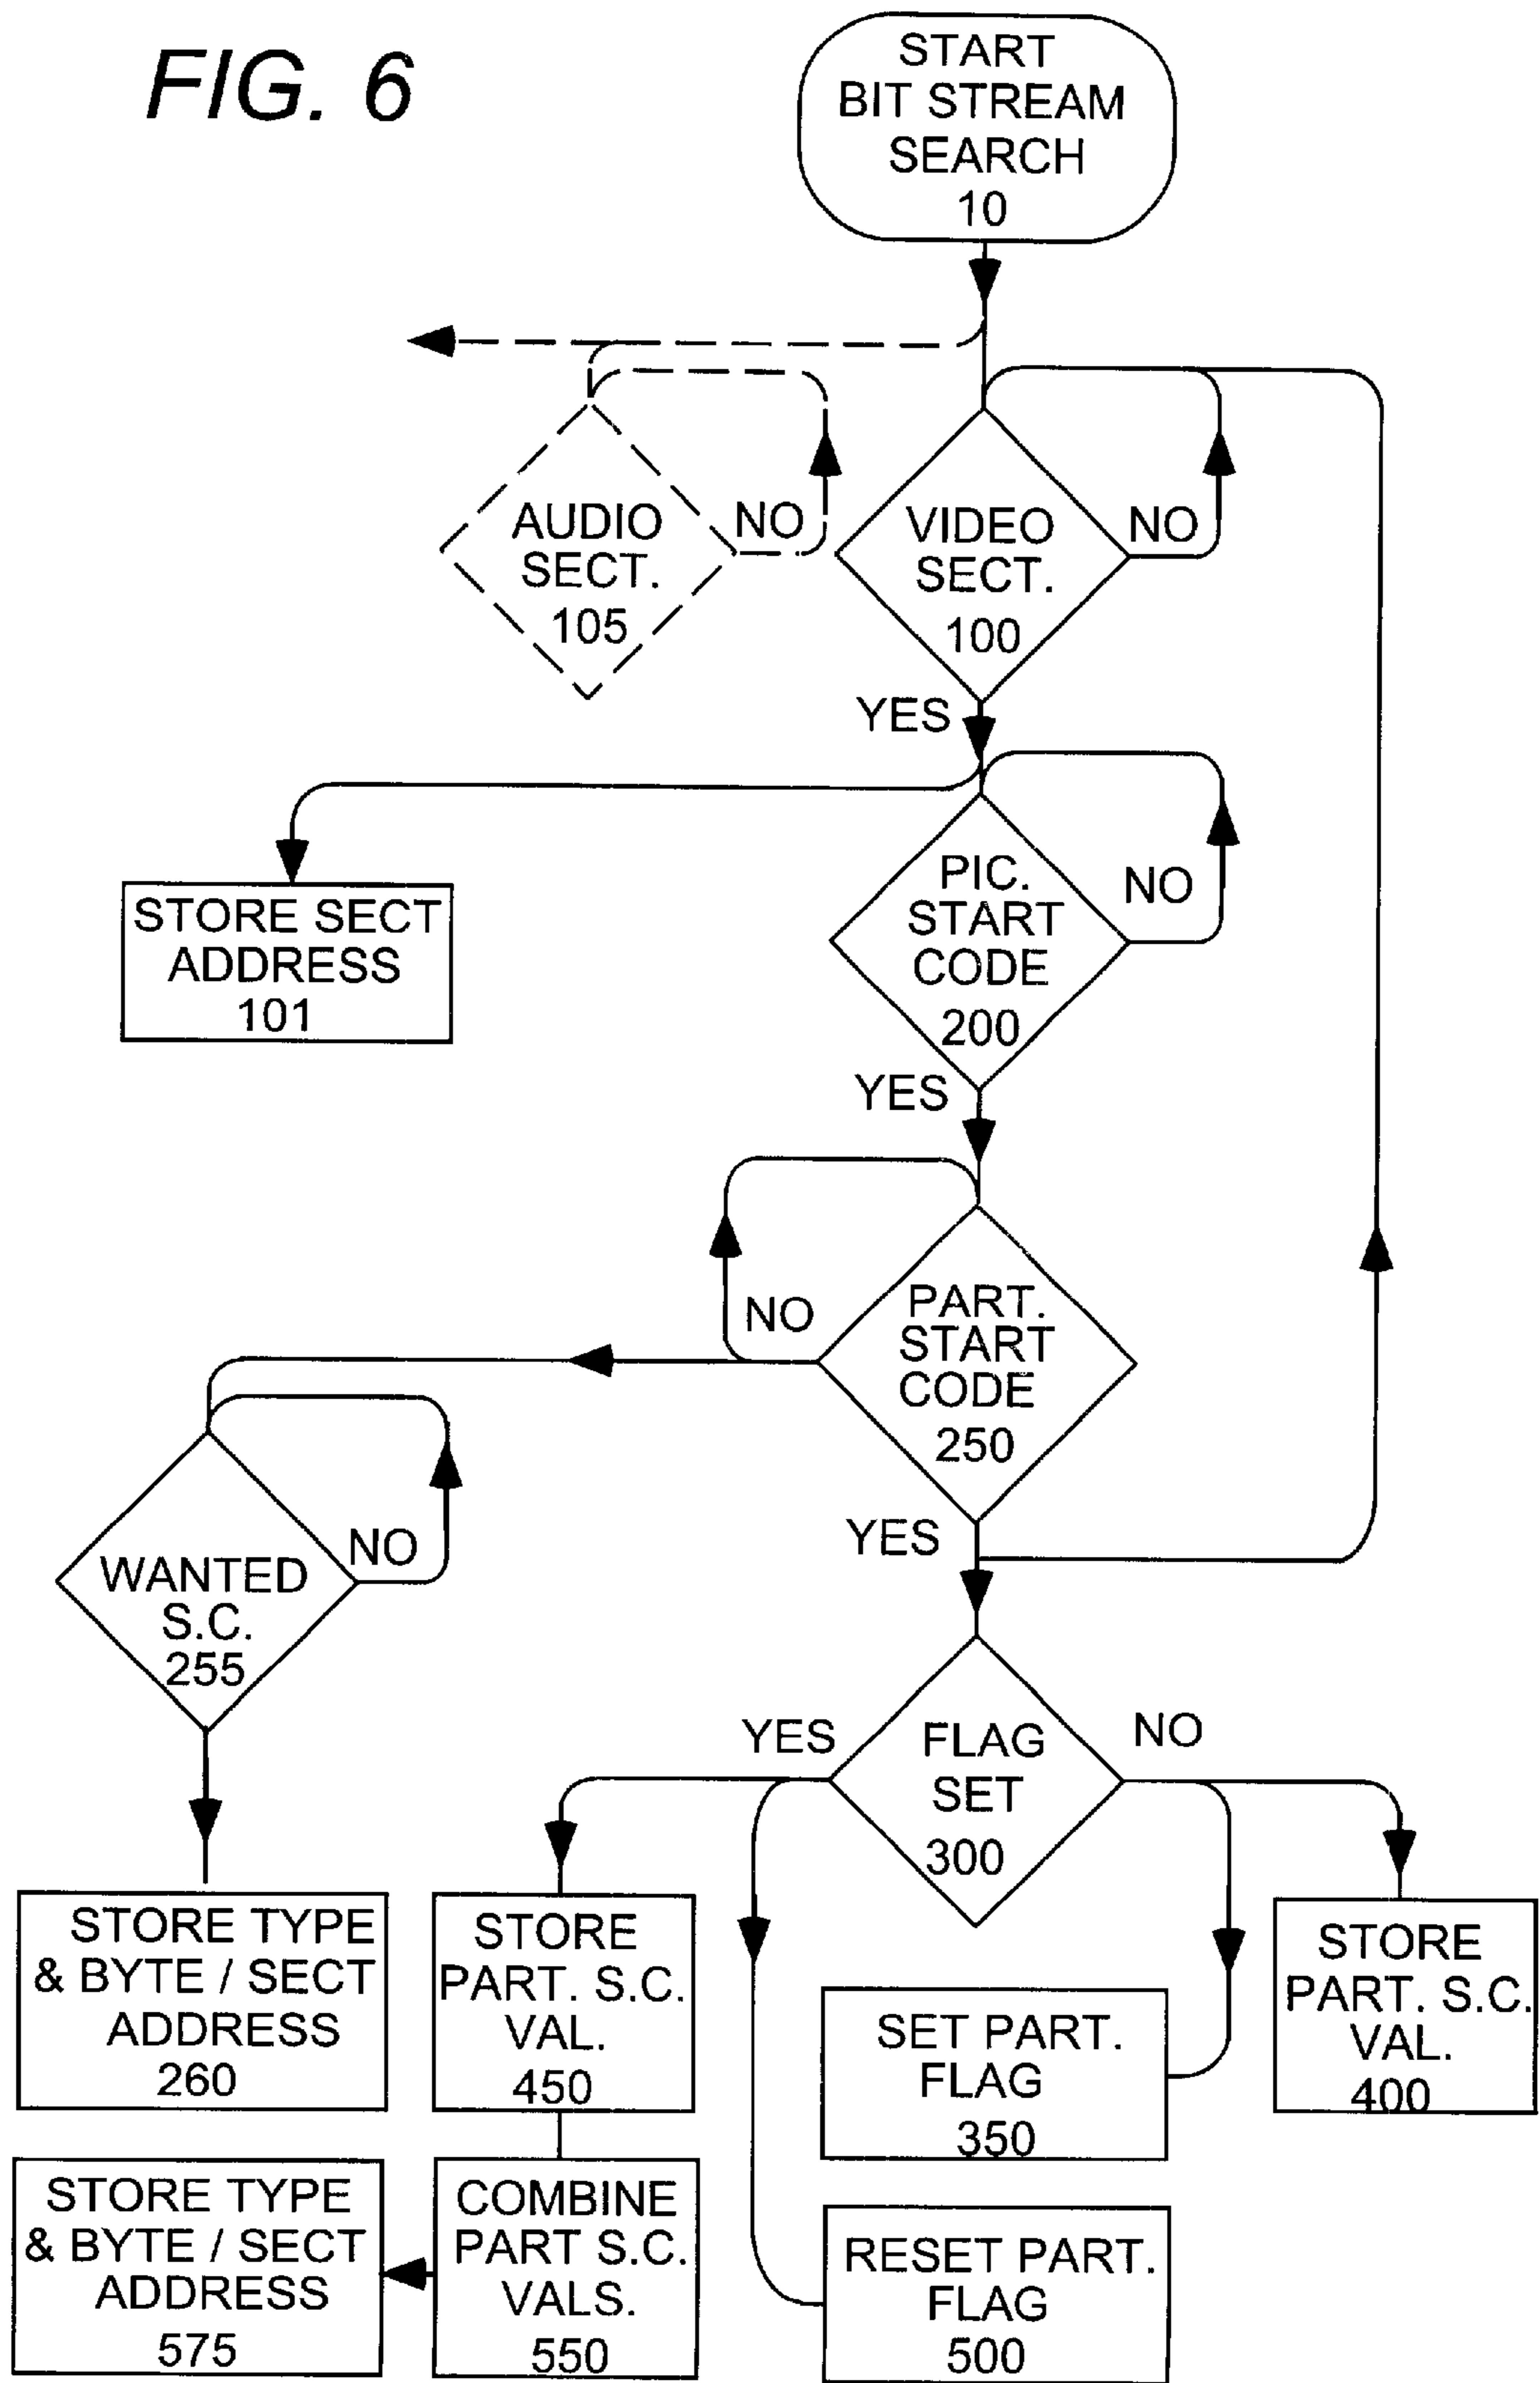 FIG. 6
START
BIT STREAM
SEARCH
10
AUDIO
SECT.
105
NO
VIDEO
SECT.
100
NO
YES
STORE SECT
ADDRESS
101
PIC.
START
CODE
200
NO
YES
PART.
START
CODE
250
NO
YES
WANTED
S.C.
255
NO
FLAG
SET
300
YES
NO
STORE TYPE
& BYTE / SECT
ADDRESS
260
STORE
PART. S.C.
VAL.
450
SET PART.
FLAG
350
STORE
PART. S.C.
VAL.
400
STORE TYPE
& BYTE / SECT
ADDRESS
575
COMBINE
PART S.C.
VALS.
550
RESET PART.
FLAG
500